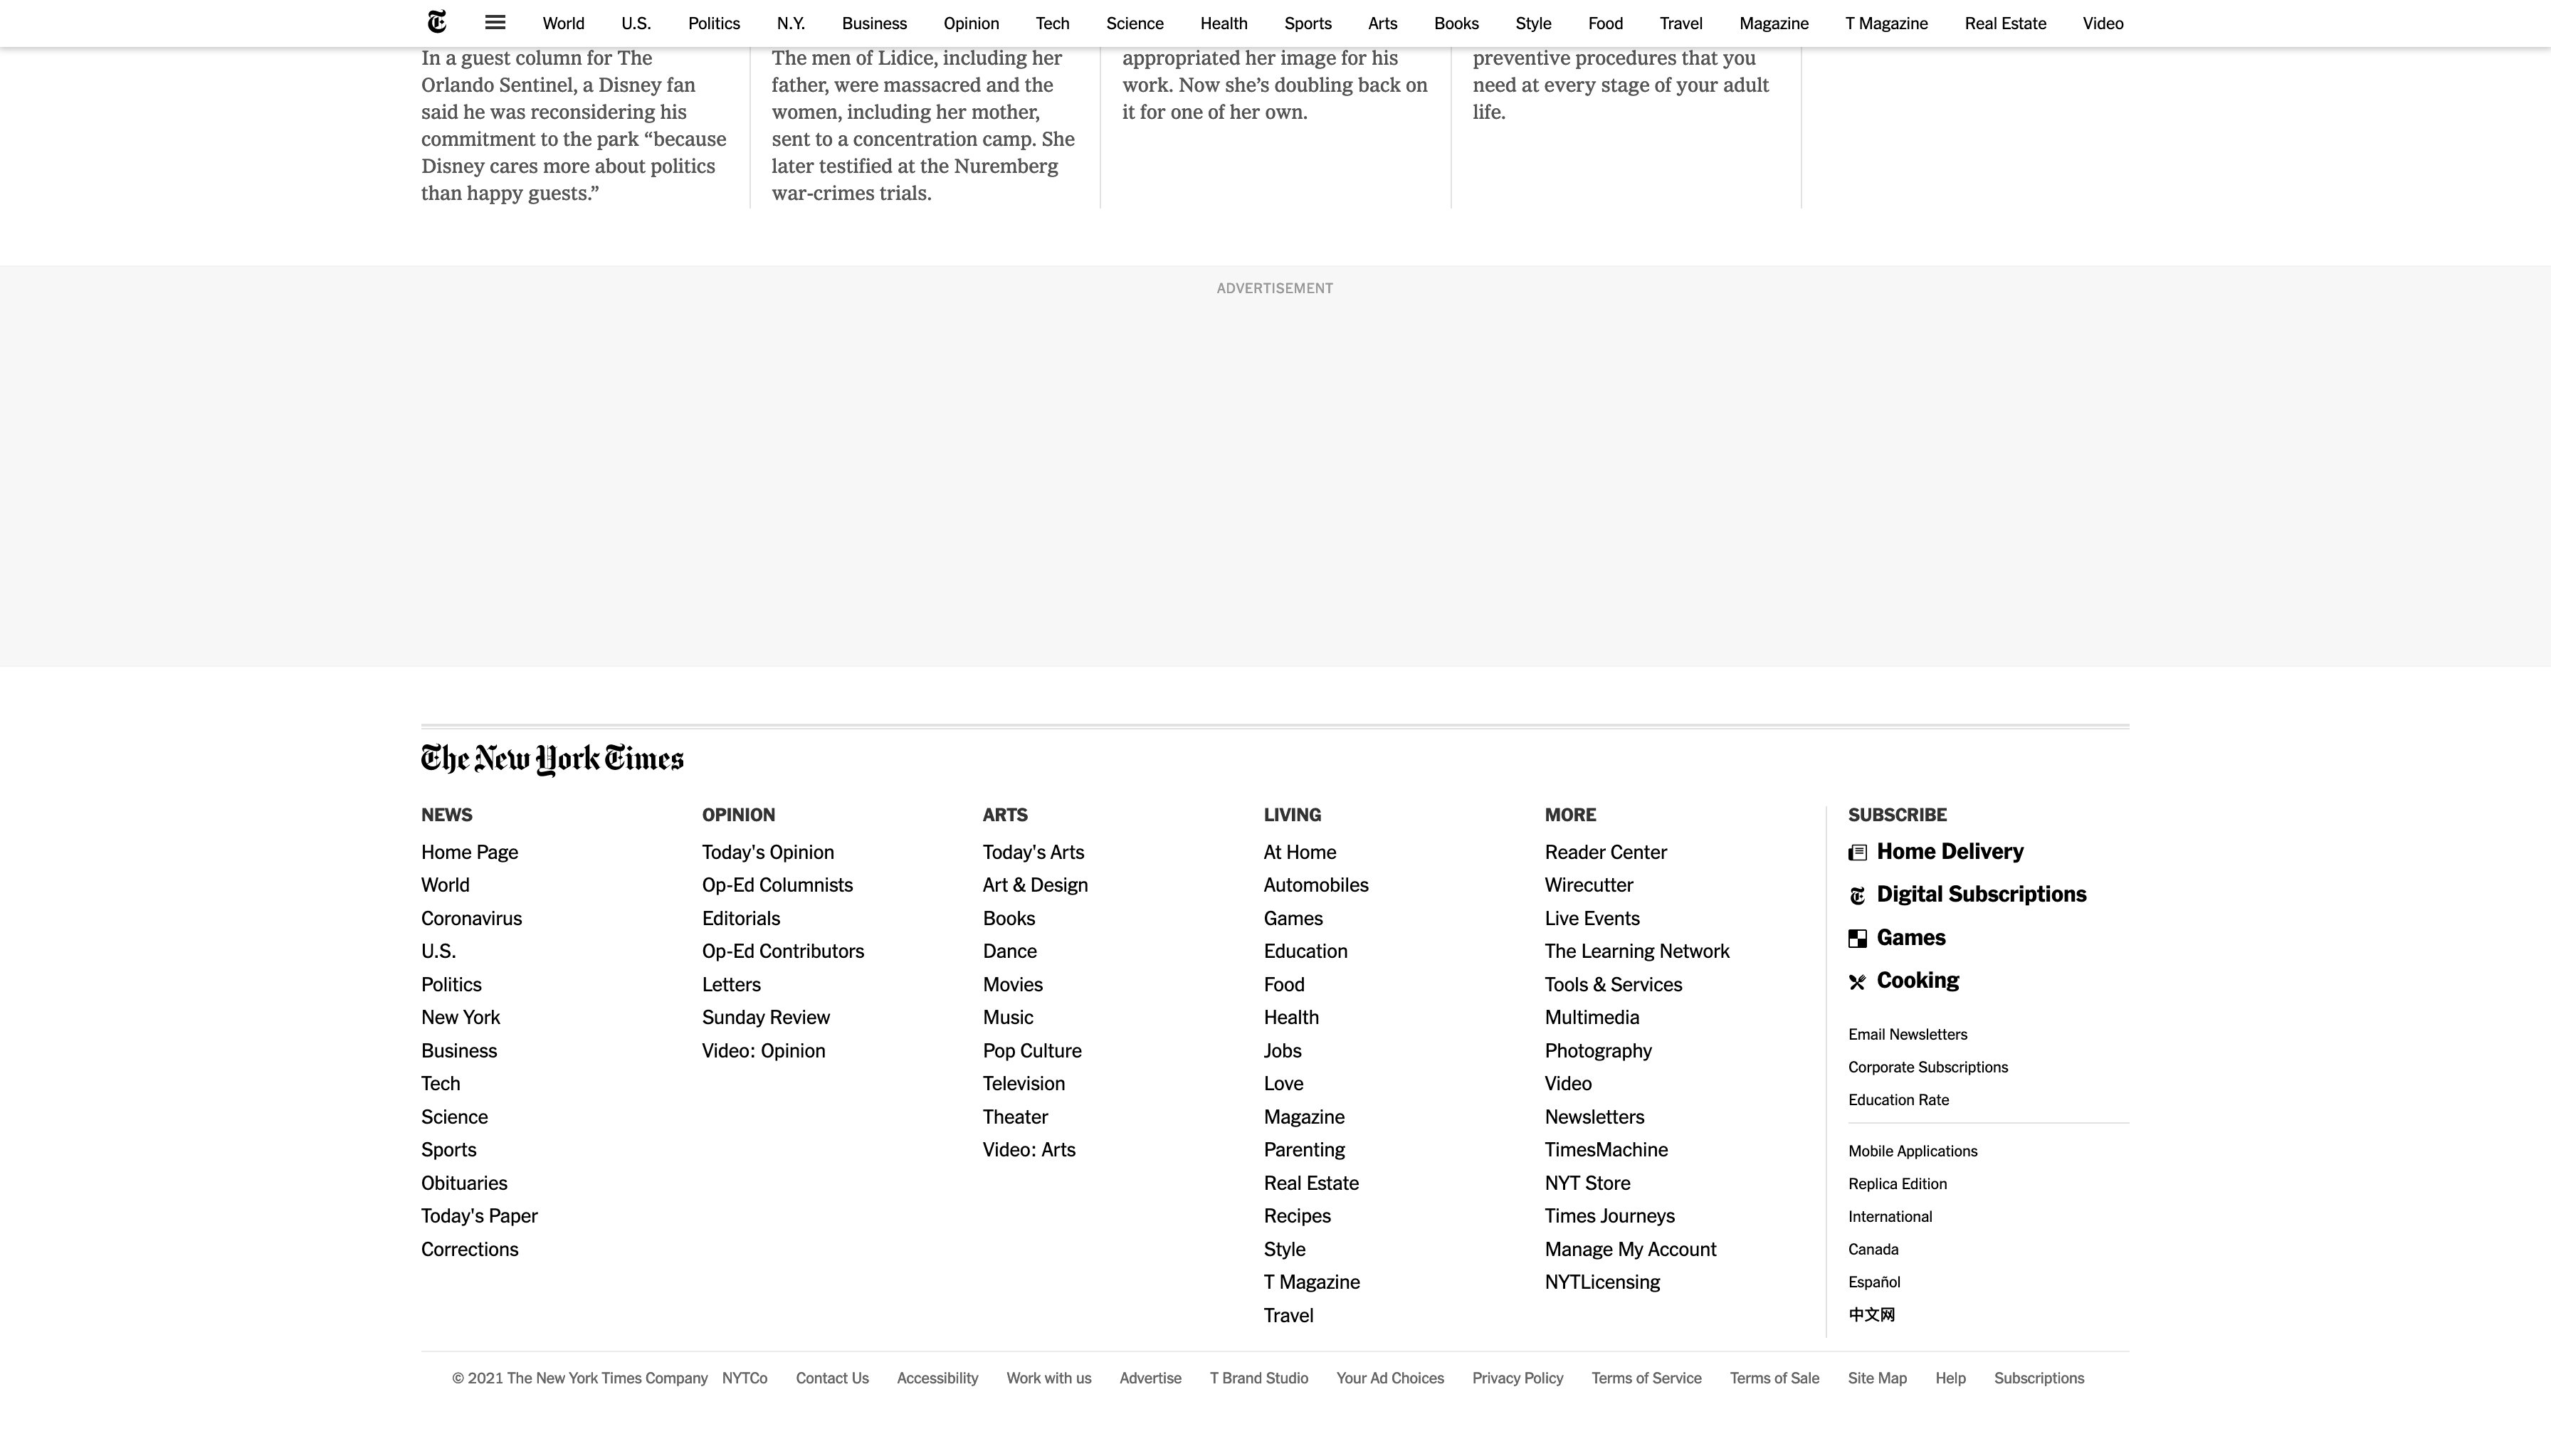 World U.S. Politics N.Y. Business Opinion Tech Science Health Sports Arts Books Style Food Travel Magazine T Magazine Real Estate Video
In a guest column for The
Orlando Sentinel, a Disney fan
said he was reconsidering his
commitment to the park “because
Disney cares more about politics
than happy guests.”
The men of Lidice, including her
father, were massacred and the
women, including her mother,
sent to a concentration camp. She
later testified at the Nuremberg
war-crimes trials.
appropriated her image for his
work. Now she’s doubling back on
it for one of her own.
preventive procedures that you
need at every stage of your adult
life.
ADVERTISEMENT
The New York Times
NEWS
Home Page
World
Coronavirus
U.S.
Politics
New York
Business
Tech
Science
Sports
Obituaries
Today's Paper
Corrections
OPINION
Today's Opinion
Op-Ed Columnists
Editorials
Op-Ed Contributors
Letters
Sunday Review
Video: Opinion
ARTS
Today's Arts
Art & Design
Books
Dance
Movies
Music
Pop Culture
Television
Theater
Video: Arts
LIVING
At Home
Automobiles
Games
Education
Food
Health
Jobs
Love
Magazine
Parenting
Real Estate
Recipes
Style
T Magazine
Travel
MORE
Reader Center
Wirecutter
Live Events
The Learning Network
Tools & Services
Multimedia
Photography
Video
Newsletters
TimesMachine
NYT Store
Times Journeys
Manage My Account
NYTLicensing
SUBSCRIBE
Home Delivery
Digital Subscriptions
Games
Cooking
Email Newsletters
Corporate Subscriptions
Education Rate
Mobile Applications
Replica Edition
International
Canada
Español
中文网
© 2021 The New York Times Company NYTCo Contact Us Accessibility Work with us Advertise T Brand Studio Your Ad Choices Privacy Policy Terms of Service Terms of Sale Site Map Help Subscriptions